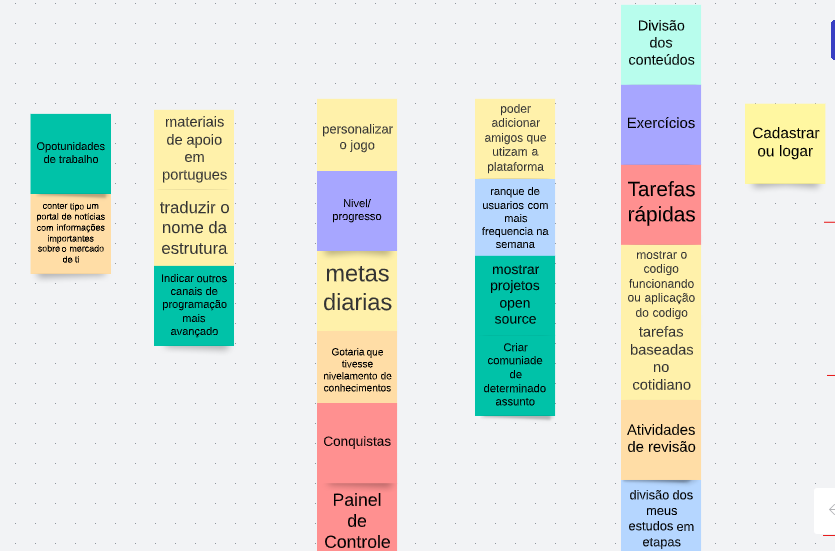 Opotunidades
de trabalho
conter tipo um
portal de notícias
com informações
importantes
sobre o mercado
de ti
materiais
de apoio
em
portugues
traduzir o
nome da
estrutura
Indicar outros
canais de
programação
mais
avançado
personalizar
o jogo
Nivel/
progresso
metas
diarias
Gotaria que
tivesse
nivelamento de
conhecimentos
Conquistas
Painel
de
Controle
poder
adicionar
amigos que
utizam a
plataforma
ranque de
usuarios com
mais
frequencia na
semana
mostrar
projetos
open
source
Criar
comuniade
de
determinado
assunto
Divisão
dos
conteúdos
Exercícios
Tarefas
rápidas
mostrar o
codigo
funcionando
ou aplicação
do codigo
tarefas
baseadas
no
cotidiano
Atividades
de revisão
divisão dos
meus
estudos em
etapas
Cadastrar
ou logar